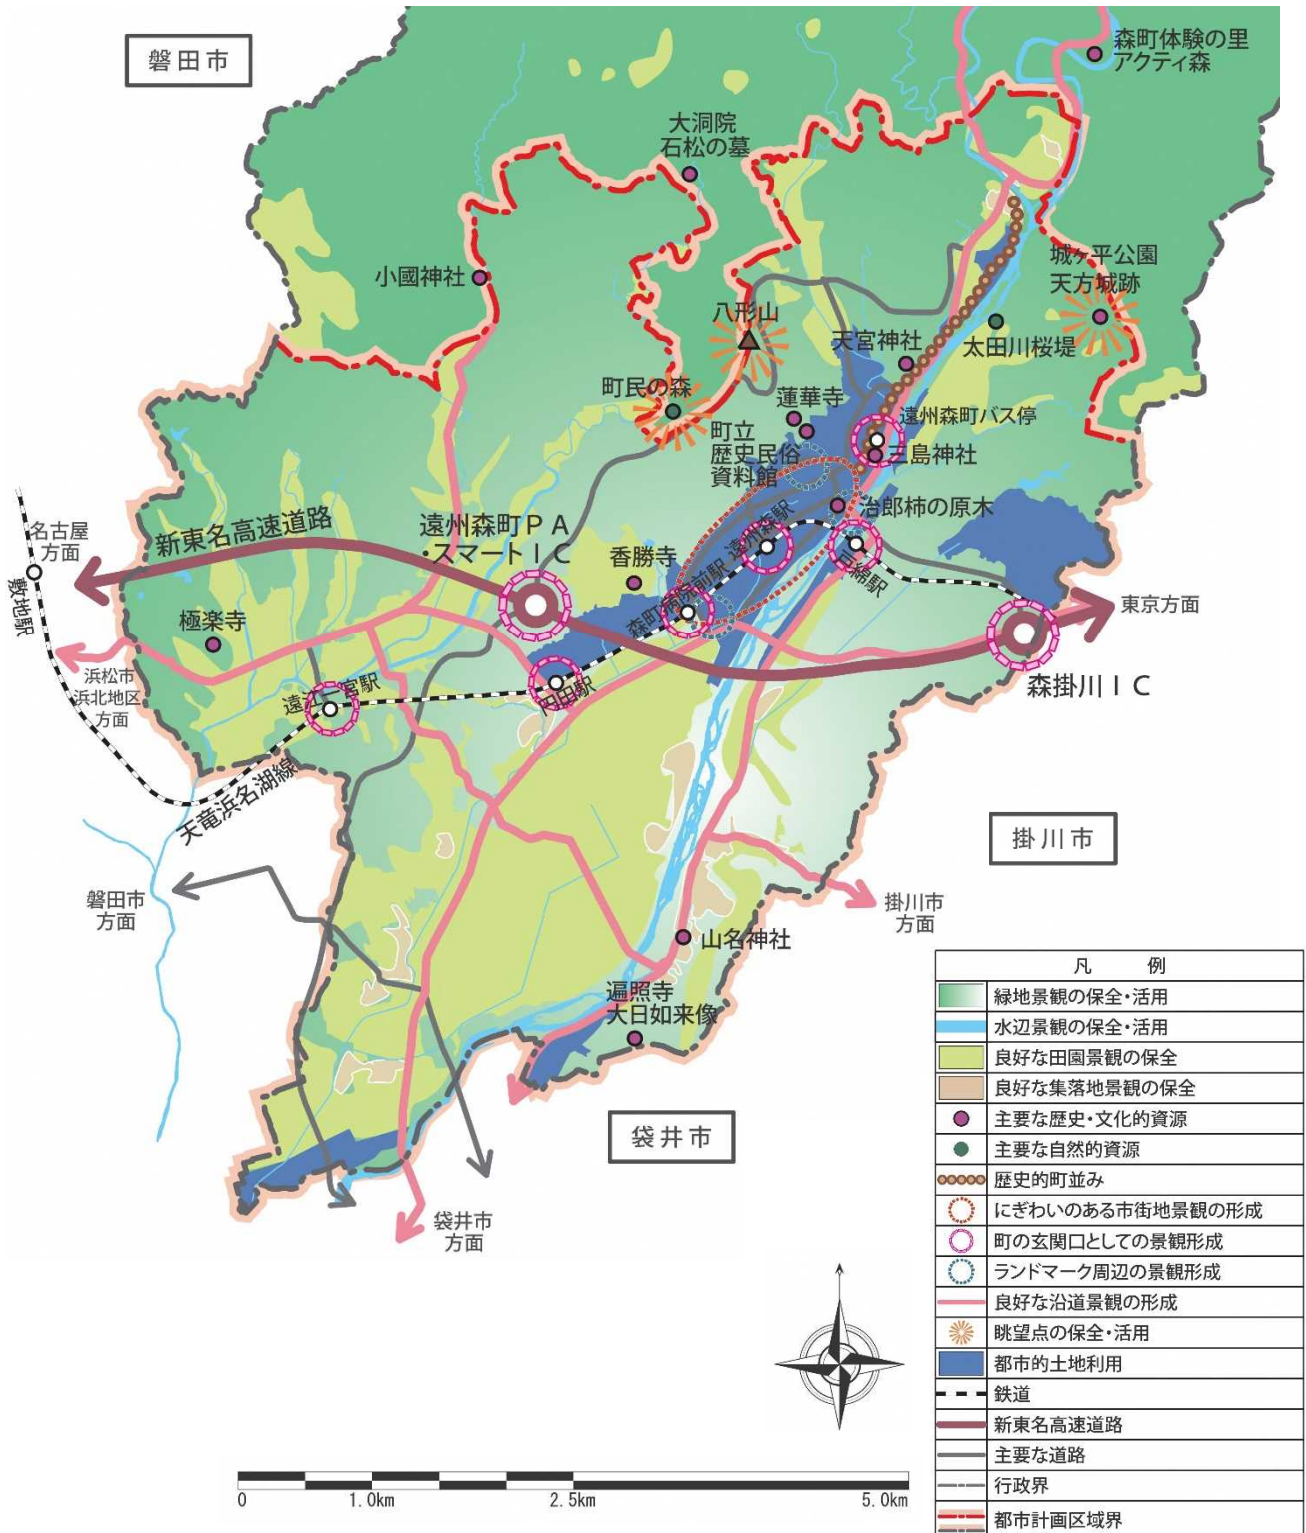 磐田市
森町体験の里
アクティ森
大洞院
石松の墓
小國神社
城ヶ平公園
天方城跡
八形山
天宮神社
太田川桜堤
町民の森
蓮華寺
遠州森町バス停
町立
歴史民俗
資料館
三島神社
治郎柿の原木
名古屋
方面
新東名高速道路
遠州森町PA
・スマートIC
香勝寺
遠州森駅
森町病院前駅
戸綿駅
敷地駅
極楽寺
東京方面
浜松市
浜北地区
方面
遠江一宮駅
円田駅
森掛川IC
天竜浜名湖線
掛川市
磐田市
方面
掛川市
方面
山名神社
遍照寺
大日如来像
袋井市
袋井市
方面
凡 例
緑地景観の保全・活用
水辺景観の保全・活用
良好な田園景観の保全
良好な集落地景観の保全
主要な歴史・文化的資源
主要な自然的資源
歴史的町並み
にぎわいのある市街地景観の形成
町の玄関口としての景観形成
ランドマーク周辺の景観形成
良好な沿道景観の形成
眺望点の保全・活用
都市的土地利用
鉄道
新東名高速道路
主要な道路
行政界
都市計画区域界
0 1.0km 2.5km 5.0km